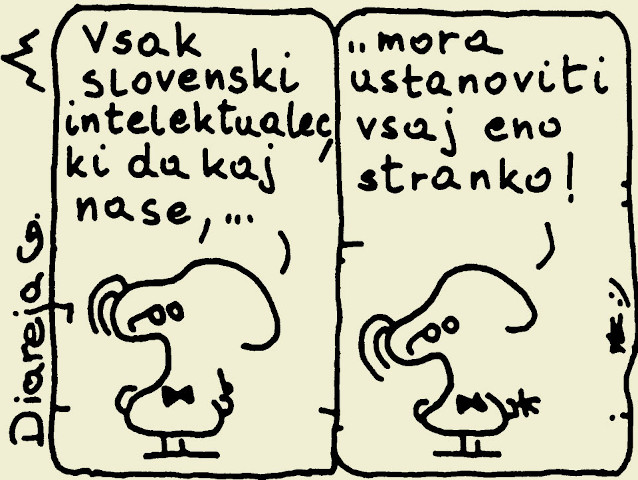 Vsak
slovenski
intelektualec,
ki da kaj
nase,...
..mora
ustanoviti
vsaj eno
stranko!
Diareja G.